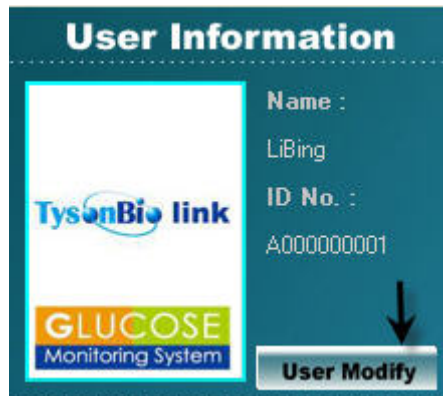 User Information
Name :
LiBing
ID No. :
A000000001
TysonBio link
GLUCOSE
Monitoring System
User Modify